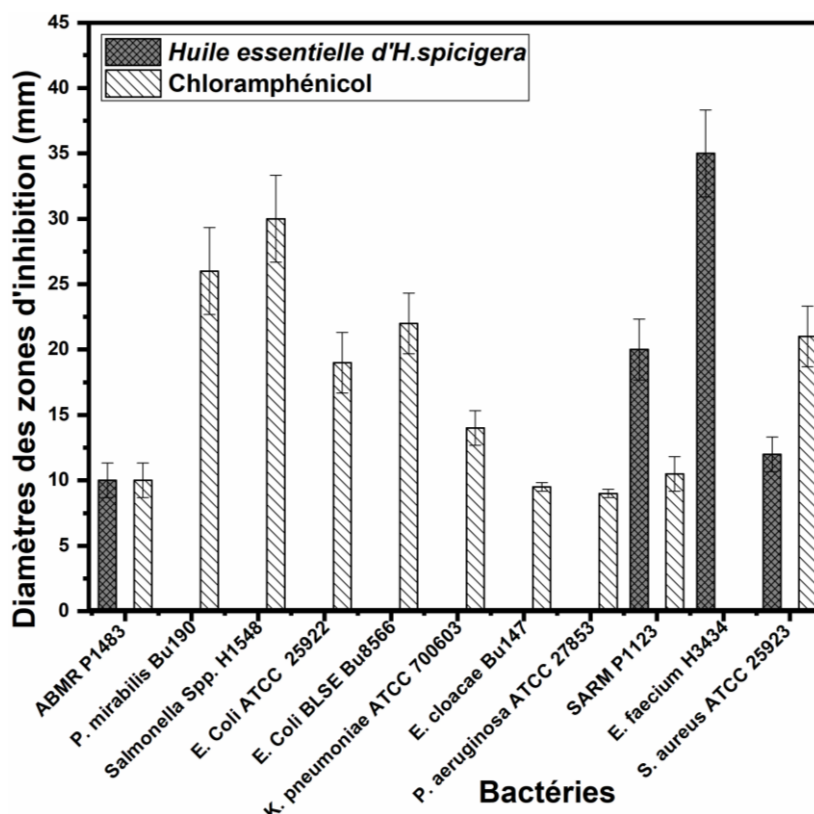 Diamètres des zones d'inhibition (mm)
45
40
35
30
25
20
15
10
5
0
Huile essentielle d'H.spicigera
Chloramphénicol
ABMR P1483
P. mirabilis Bu190
Salmonella Spp. H1548
E. Coli ATCC 25922
E. Coli BLSE Bu8566
K. pneumoniae ATCC 700603
E. cloacae Bu147
P. aeruginosa ATCC 27853
SARM P1123
E. faecium H3434
S. aureus ATCC 25923
Bactéries